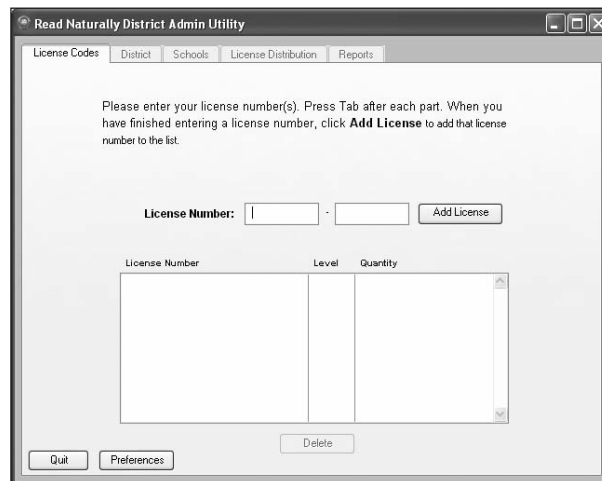 Read Naturally District Admin Utility
License Codes District Schools License Distribution Reports
Please enter your license number(s). Press Tab after each part. When you
have finished entering a license number, click Add License to add that license
number to the list.
License Number: - Add License
License Number Level Quantity
Delete
Quit Preferences